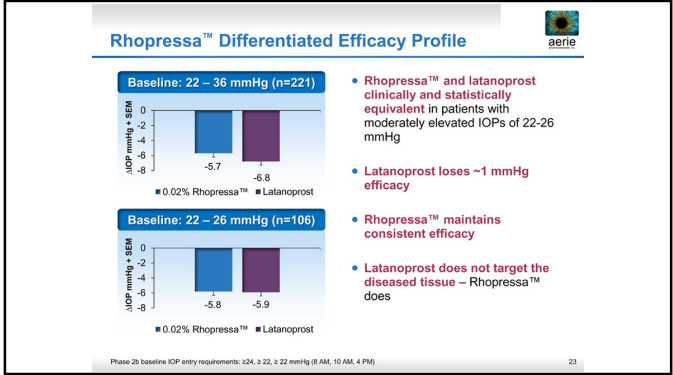 Rhopressa™ Differentiated Efficacy Profile
aerie
Baseline: 22 – 36 mmHg (n=221)
ΔIOP mmHg + SEM
0
-2
-4
-6
-8
-5.7
-6.8
0.02% Rhopressa™ Latanoprost
Baseline: 22 – 26 mmHg (n=106)
ΔIOP mmHg + SEM
0
-2
-4
-6
-8
-5.8
-5.9
0.02% Rhopressa™ Latanoprost
• Rhopressa™ and latanoprost
clinically and statistically
equivalent in patients with
moderately elevated IOPs of 22-26
mmHg
• Latanoprost loses ~1 mmHg
efficacy
• Rhopressa™ maintains
consistent efficacy
• Latanoprost does not target the
diseased tissue – Rhopressa™
does
Phase 2b baseline IOP entry requirements: ≥24, ≥ 22, ≥ 22 mmHg (8 AM, 10 AM, 4 PM)
23